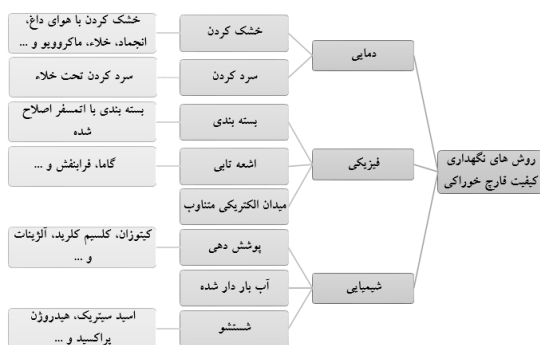 روش های نگهداری
کیفیت قارچ خوراکی
دمایی
خشک کردن
خشک کردن با هوای داغ،
انجماد، خلاء، ماکروویو و ...
سرد کردن
سرد کردن تحت خلاء
فیزیکی
بسته بندی
بسته بندی با اتمسفر اصلاح
شده
اشعه تابی
گاما، فرابنفش و ...
میدان الکتریکی متناوب
شیمیایی
پوشش دهی
کیتوزان، کلسیم کلرید، آلژینات
و ...
آب بار دار شده
شستشو
اسید سیتریک، هیدروژن
پراکسید و ...